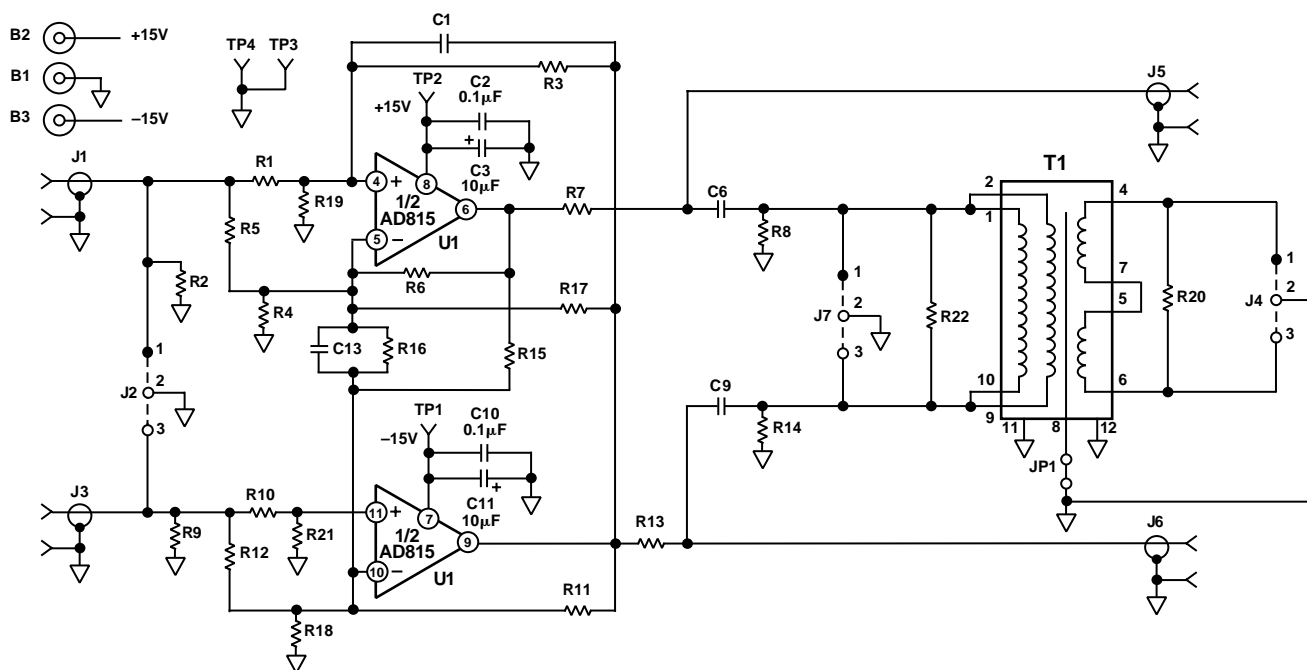 B2
+15V
B1
B3
–15V
TP4 TP3
C1
R3
TP2
C2
0.1µF
+15V
+
C3
10µF
J1
R1
R19
4
+
8
1/2
AD815
6
5
–
U1
R7
J5
R5
R2
R4
R6
R17
C13
R16
R15
C6
R8
1
J7
2
3
R22
T1
2
1
4
7
5
10
9
6
11
8
12
R20
1
2
J4
3
1
J2
2
3
C9
R14
JP1
TP1
C10
0.1µF
–15V
+
C11
10µF
J3
R9
R10
R12
R21
11
+
7
1/2
AD815
9
10
–
U1
R13
J6
R11
R18